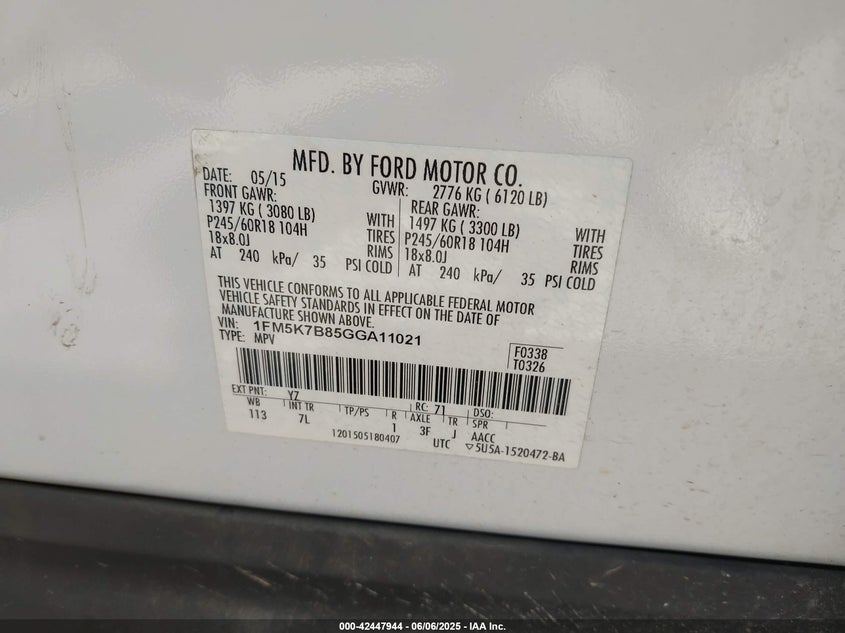 MFD. BY FORD MOTOR CO.
DATE: 05/15 GVWR: 2776 KG ( 6120 LB)
FRONT GAWR: REAR GAWR:
1397 KG ( 3080 LB) WITH 1497 KG ( 3300 LB) WITH
P245/60R18 104H TIRES P245/60R18 104H TIRES
18x8.0J RIMS 18x8.0J RIMS
AT 240 kPa/ 35 PSI COLD AT 240 kPa/ 35 PSI COLD
THIS VEHICLE CONFORMS TO ALL APPLICABLE FEDERAL MOTOR
VEHICLE SAFETY STANDARDS IN EFFECT ON THE DATE OF
MANUFACTURE SHOWN ABOVE.
VIN: 1FM5K7B85GGA11021
TYPE: MPV
F0338
T0326
EXT PNT: YZ RC: 71 DSO:
WB INT TR TP/PS R AXLE TR SPR
113 7L 1 3F J AACC
1201505180407 UTC ▽5U5A-1520472-BA
000-42447944 / 06/06/2025 - IAA Inc.